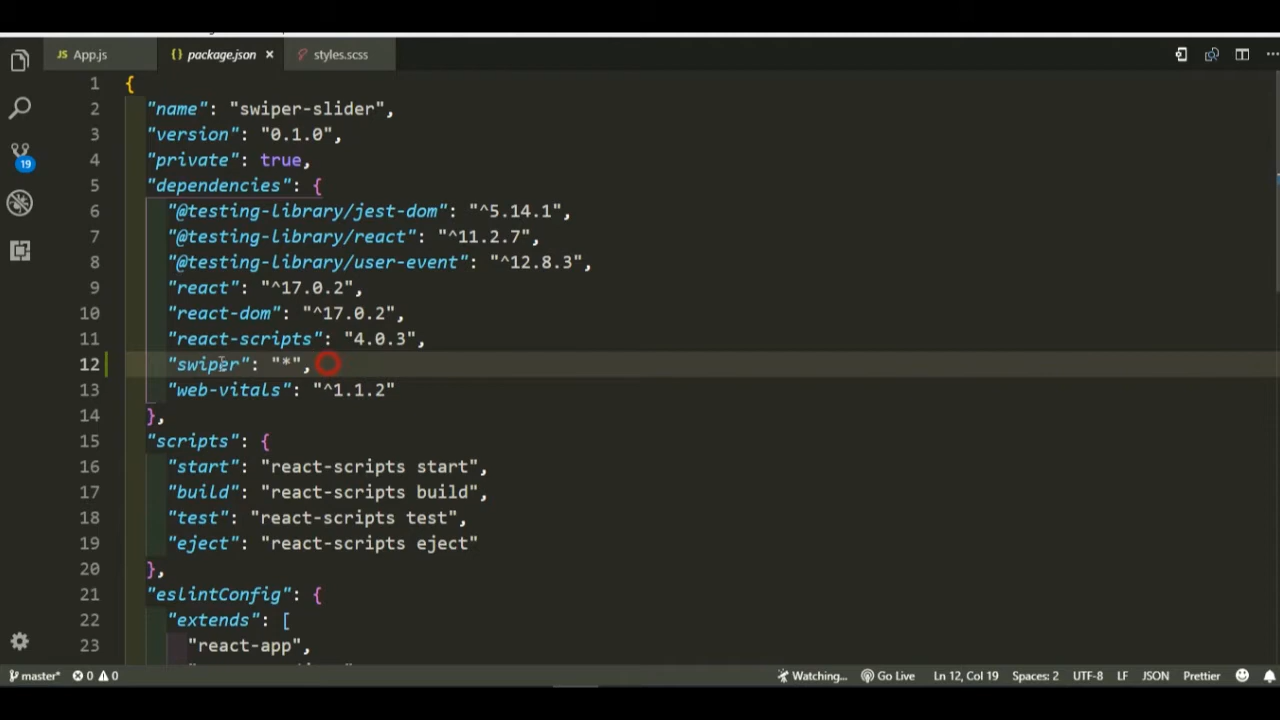 JS App.js {} package.json × styles.scss
1 {
2 "name": "swiper-slider",
3 "version": "0.1.0",
4 "private": true,
19
5 "dependencies": {
6 "@testing-library/jest-dom": "^5.14.1",
7 "@testing-library/react": "^11.2.7",
8 "@testing-library/user-event": "^12.8.3",
9 "react": "^17.0.2",
10 "react-dom": "^17.0.2",
11 "react-scripts": "4.0.3",
12 "swiper": "*",
13 "web-vitals": "^1.1.2"
14 },
15 "scripts": {
16 "start": "react-scripts start",
17 "build": "react-scripts build",
18 "test": "react-scripts test",
19 "eject": "react-scripts eject"
20 },
21 "eslintConfig": {
22 "extends": [
23 "react-app",
master* 0 0 Watching... Go Live Ln 12, Col 19 Spaces: 2 UTF-8 LF JSON Prettier